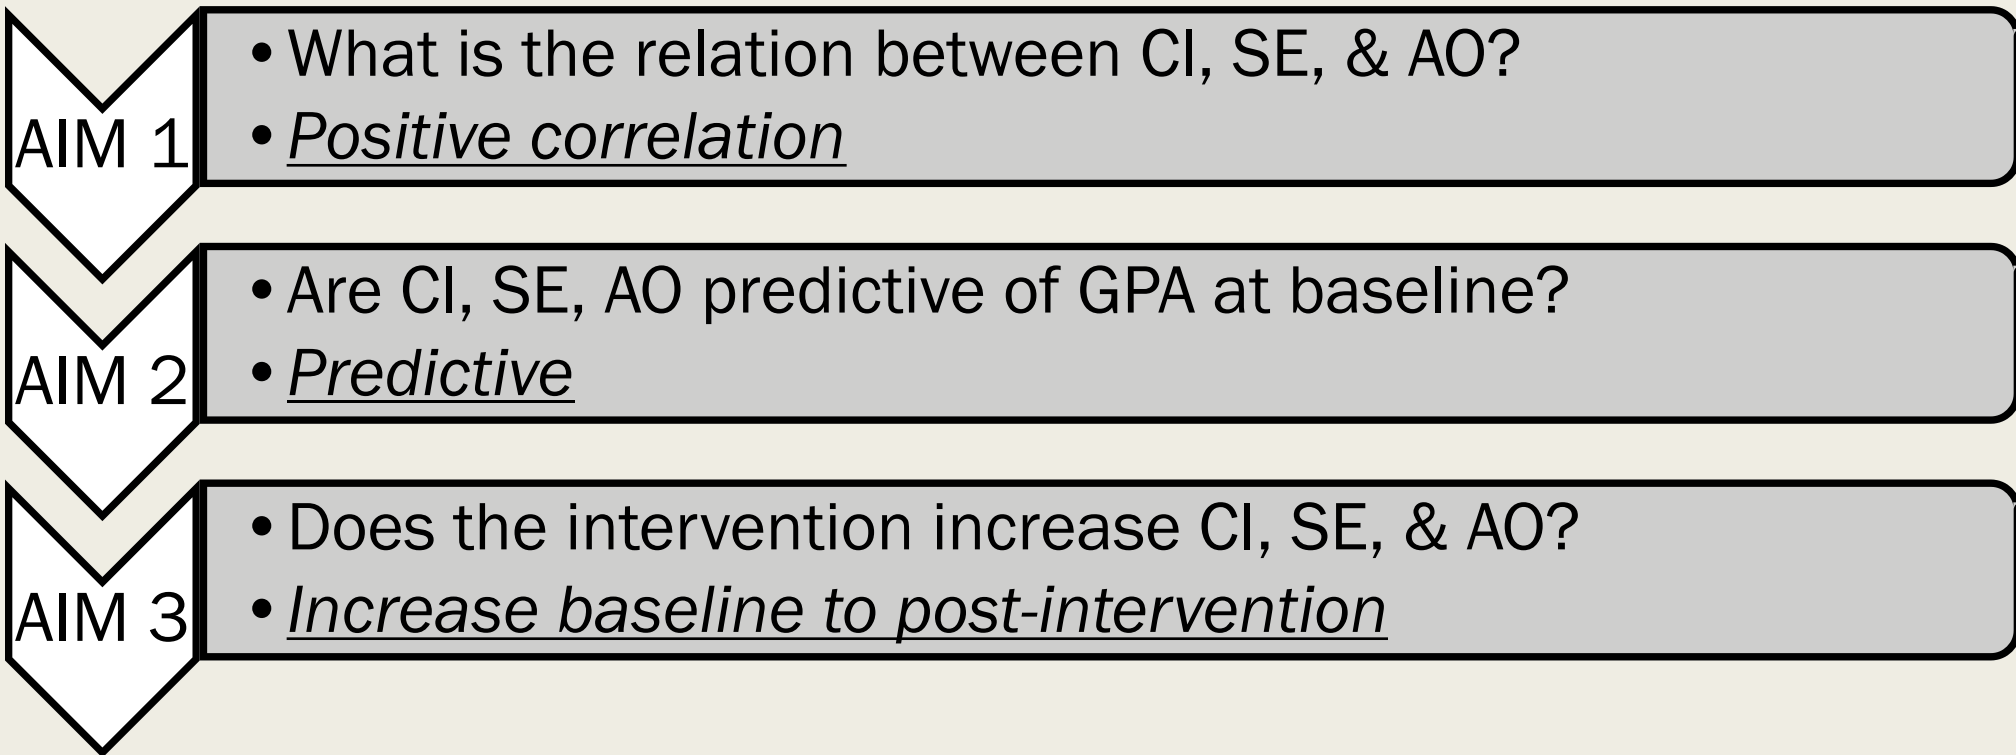 AIM 1
• What is the relation between CI, SE, & AO?
• Positive correlation
AIM 2
• Are CI, SE, AO predictive of GPA at baseline?
• Predictive
AIM 3
• Does the intervention increase CI, SE, & AO?
• Increase baseline to post-intervention